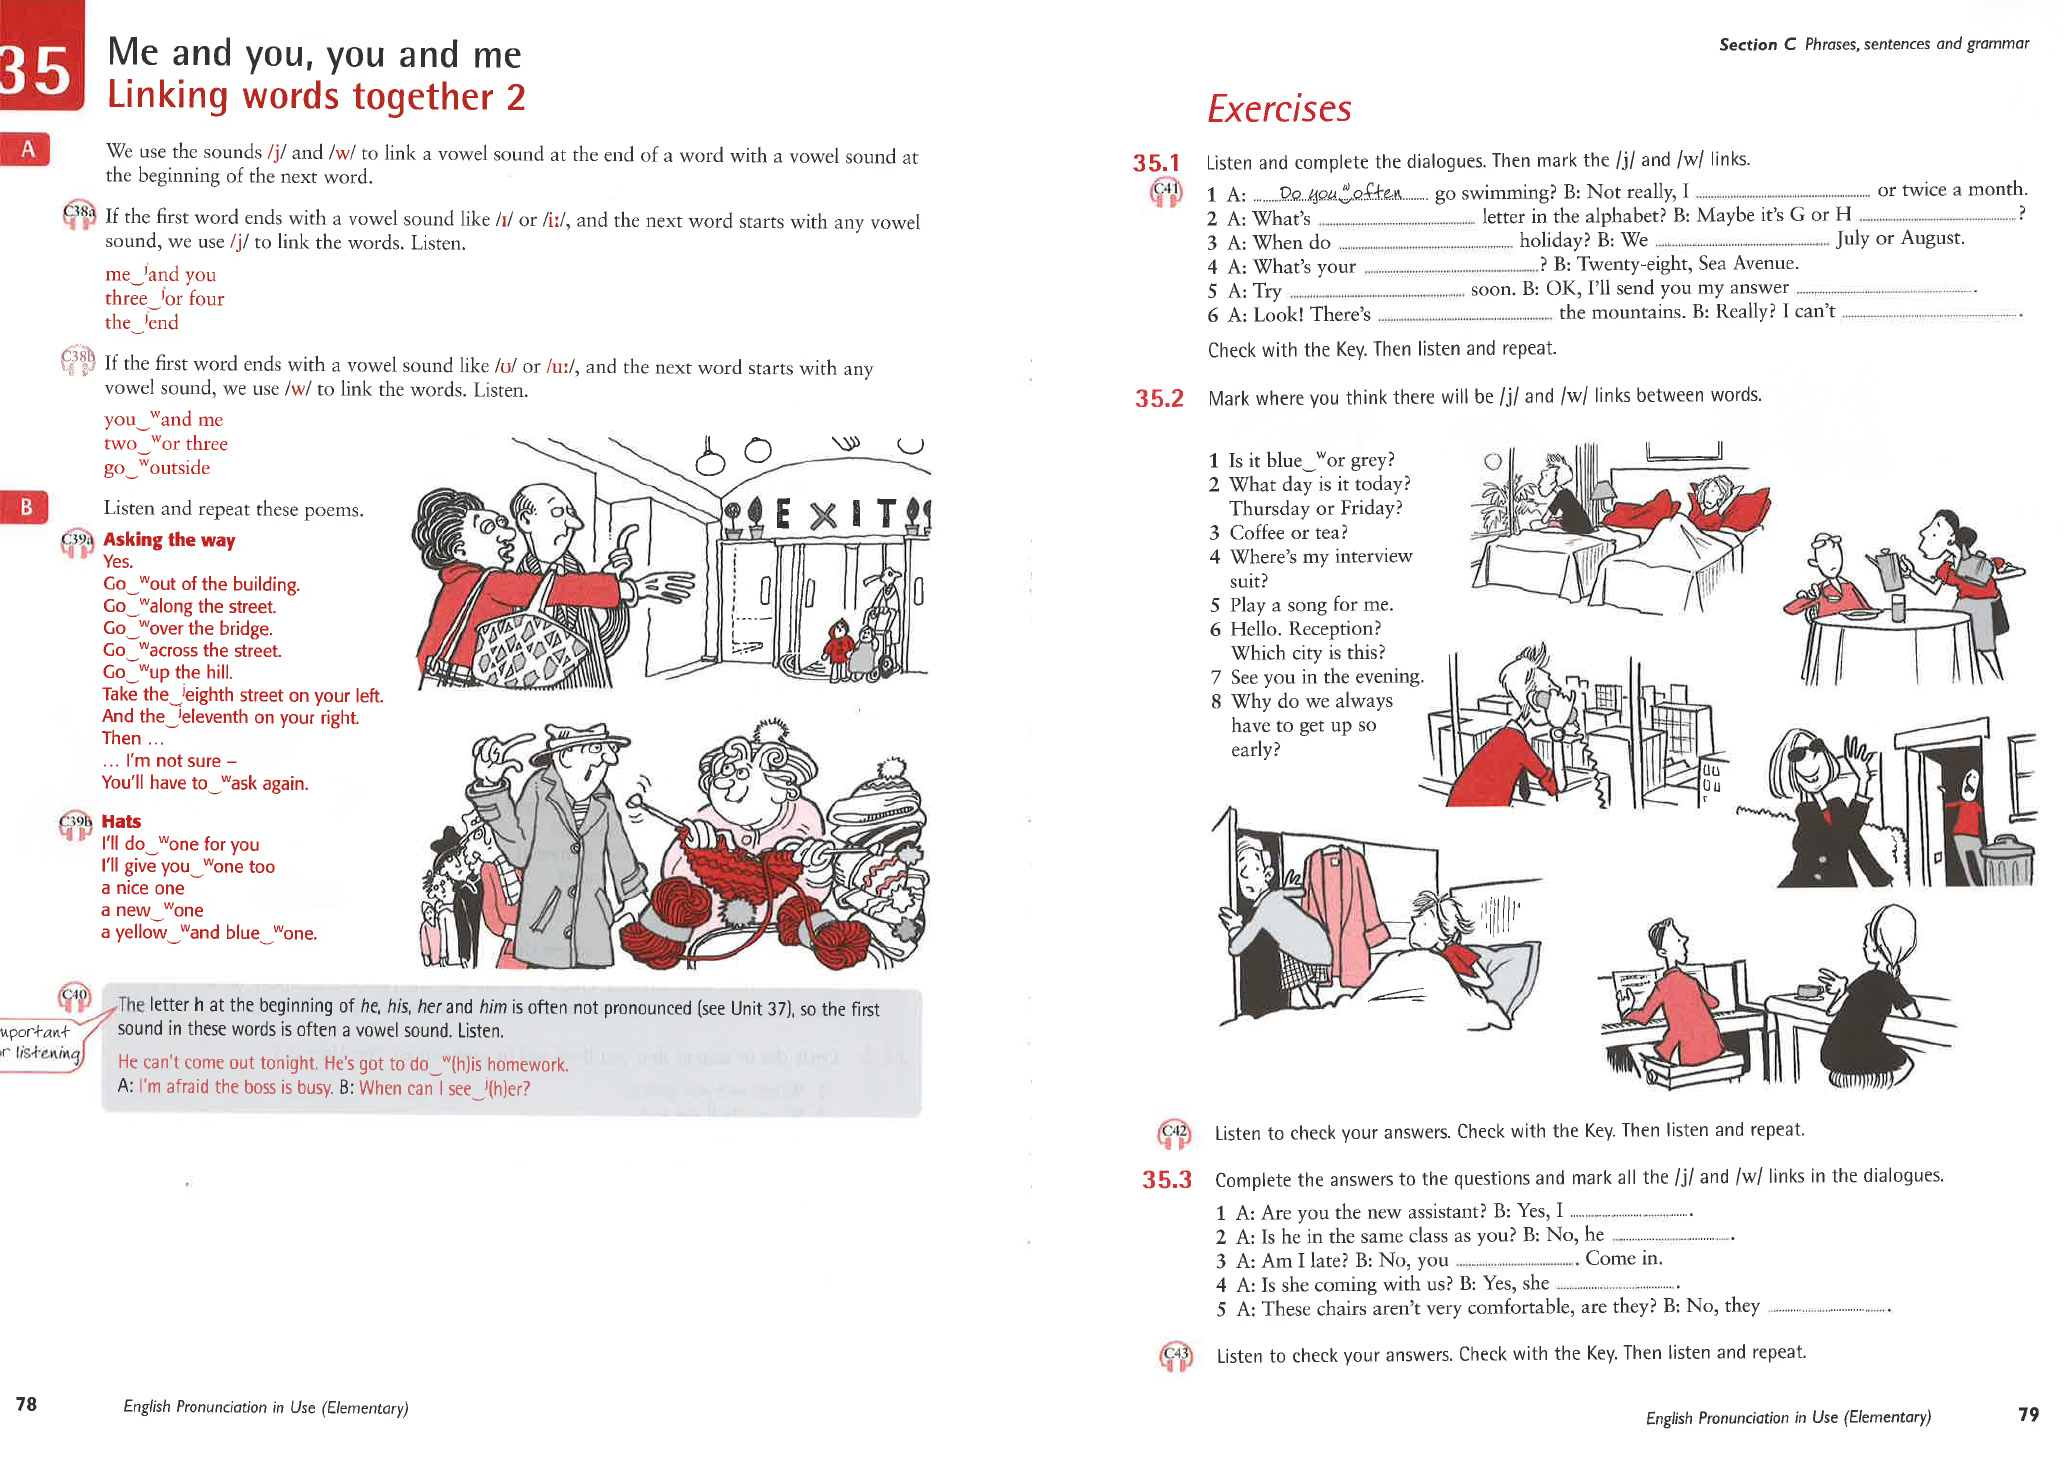 35
Me and you, you and me
Linking words together 2
A
We use the sounds /j/ and /w/ to link a vowel sound at the end of a word with a vowel sound at
the beginning of the next word.
C38a
If the first word ends with a vowel sound like /ɪ/ or /iː/, and the next word starts with any vowel
sound, we use /j/ to link the words. Listen.
me‿ʲand you
three‿ʲor four
the‿ʲend
C38b
If the first word ends with a vowel sound like /ʊ/ or /uː/, and the next word starts with any
vowel sound, we use /w/ to link the words. Listen.
you‿ʷand me
two‿ʷor three
go‿ʷoutside
B
Listen and repeat these poems.
C39a
Asking the way
Yes.
Go‿ʷout of the building.
Go‿ʷalong the street.
Go‿ʷover the bridge.
Go‿ʷacross the street.
Go‿ʷup the hill.
Take the‿ʲeighth street on your left.
And the‿ʲeleventh on your right.
Then ...
... I'm not sure –
You'll have to‿ʷask again.
EXIT
C39b
Hats
I'll do‿ʷone for you
I'll give you‿ʷone too
a nice one
a new‿ʷone
a yellow‿ʷand blue‿ʷone.
C40
The letter h at the beginning of he, his, her and him is often not pronounced (see Unit 37), so the first
sound in these words is often a vowel sound. Listen.
He can't come out tonight. He's got to do‿ʷ(h)is homework.
A: I'm afraid the boss is busy. B: When can I see‿ʲ(h)er?
mportant
r listening
78
English Pronunciation in Use (Elementary)
Section C Phrases, sentences and grammar
Exercises
35.1 Listen and complete the dialogues. Then mark the /j/ and /w/ links.
C41
1 A: Do you‿ʷoften go swimming? B: Not really, I ........ or twice a month.
2 A: What's ........ letter in the alphabet? B: Maybe it's G or H ........?
3 A: When do ........ holiday? B: We ........ July or August.
4 A: What's your ........? B: Twenty-eight, Sea Avenue.
5 A: Try ........ soon. B: OK, I'll send you my answer ........ .
6 A: Look! There's ........ the mountains. B: Really? I can't ........ .
Check with the Key. Then listen and repeat.
35.2 Mark where you think there will be /j/ and /w/ links between words.
1 Is it blue‿ʷor grey?
2 What day is it today?
Thursday or Friday?
3 Coffee or tea?
4 Where's my interview
suit?
5 Play a song for me.
6 Hello. Reception?
Which city is this?
7 See you in the evening.
8 Why do we always
have to get up so
early?
C42
Listen to check your answers. Check with the Key. Then listen and repeat.
35.3 Complete the answers to the questions and mark all the /j/ and /w/ links in the dialogues.
1 A: Are you the new assistant? B: Yes, I ........ .
2 A: Is he in the same class as you? B: No, he ........ .
3 A: Am I late? B: No, you ........ . Come in.
4 A: Is she coming with us? B: Yes, she ........ .
5 A: These chairs aren't very comfortable, are they? B: No, they ........ .
C43
Listen to check your answers. Check with the Key. Then listen and repeat.
English Pronunciation in Use (Elementary)
79